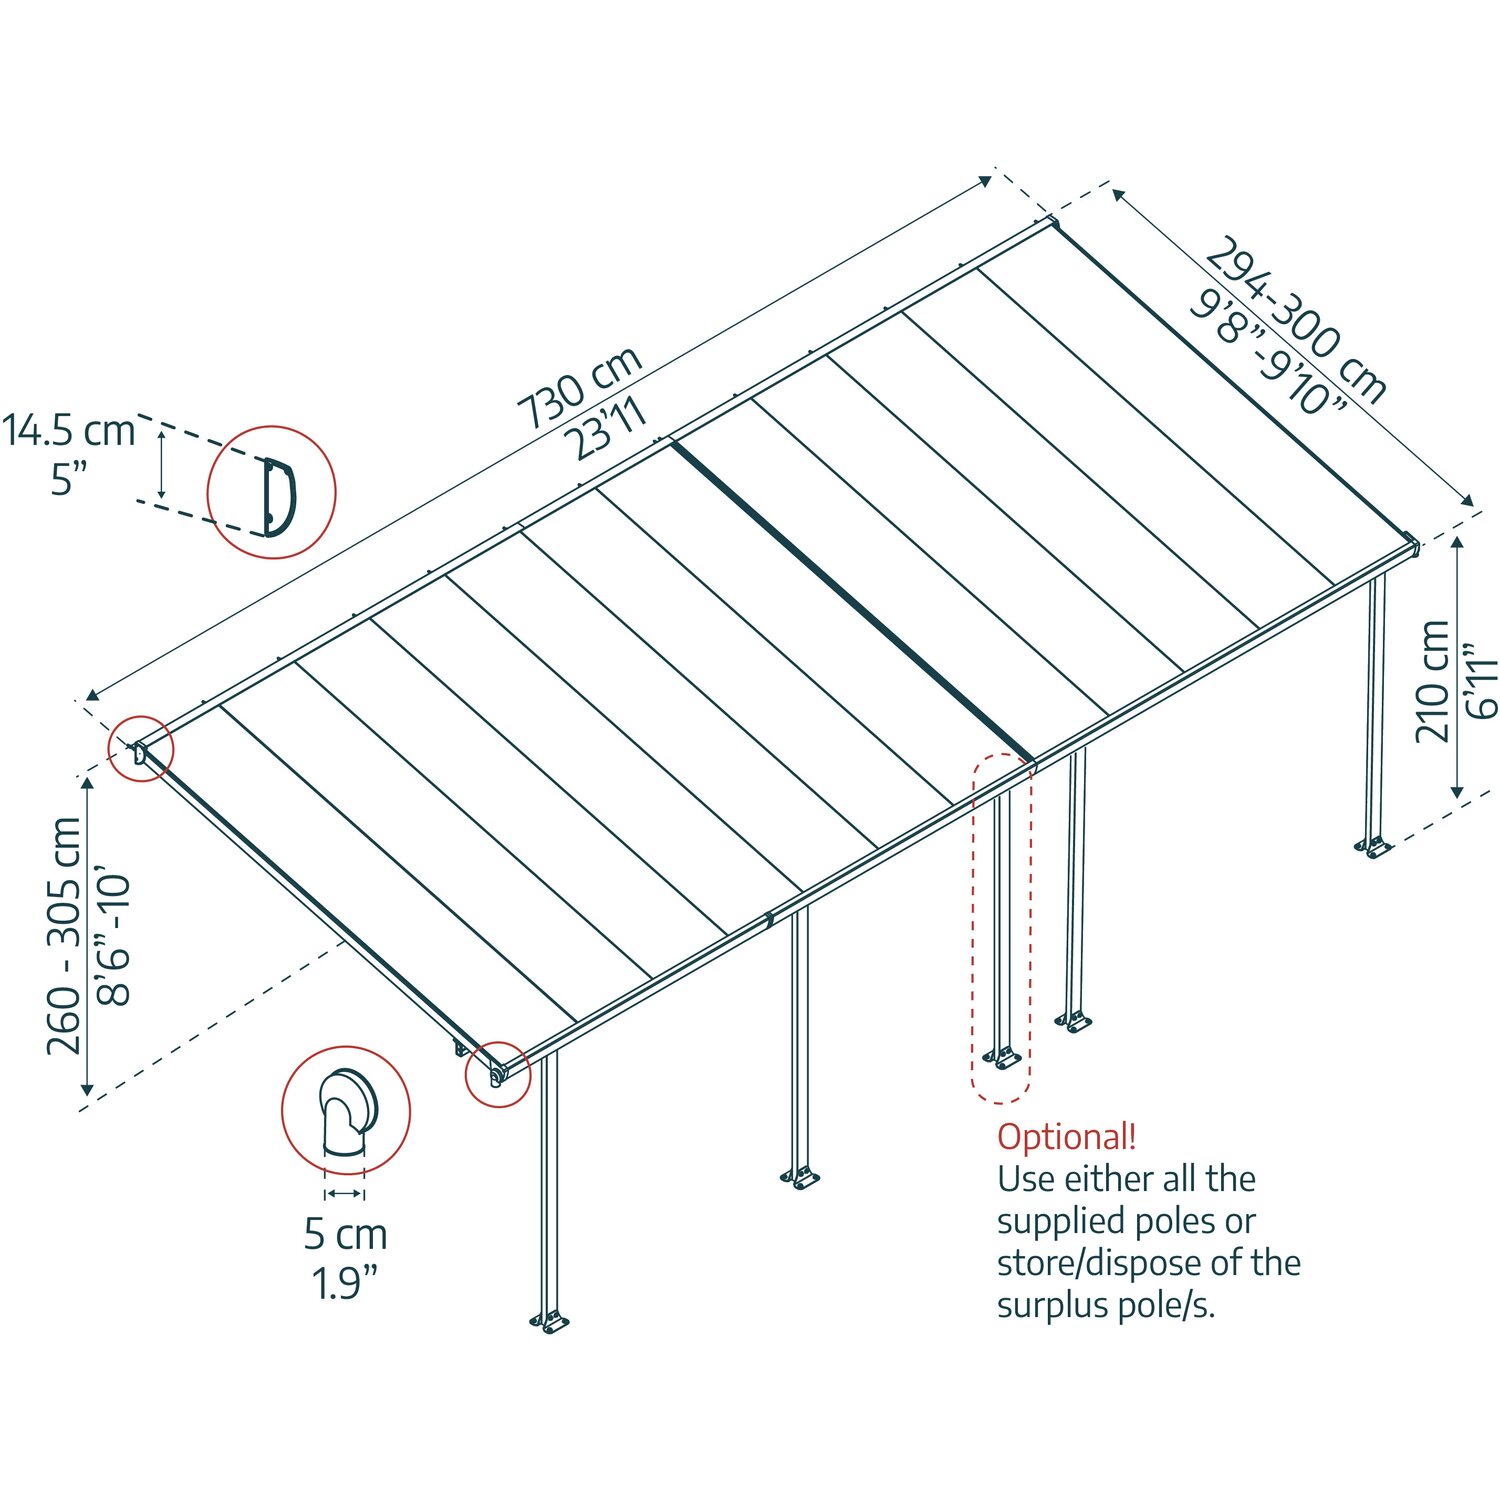 730 cm
23’11
294-300 cm
9’8”-9’10”
14.5 cm
5”
210 cm
6’11”
260 - 305 cm
8’6”-10’
5 cm
1.9”
Optional!
Use either all the
supplied poles or
store/dispose of the
surplus pole/s.